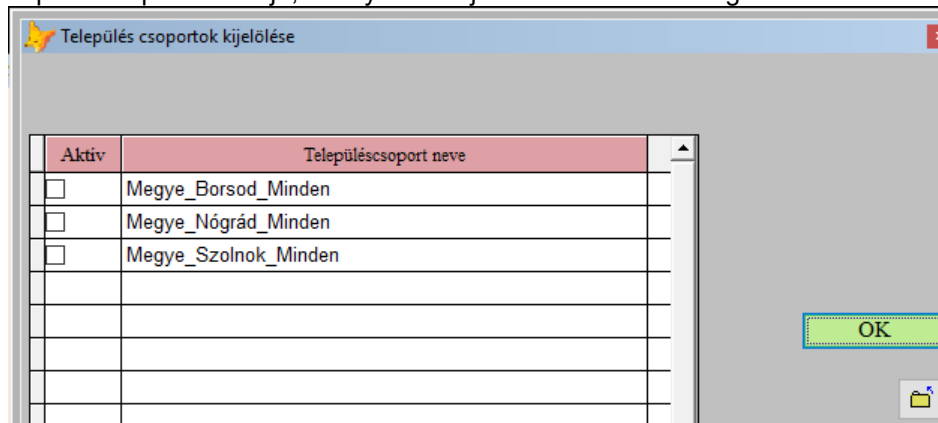 Település csoportok kijelölése
Aktív Településcsoport neve
Megye_Borsod_Minden
Megye_Nógrád_Minden
Megye_Szolnok_Minden
OK